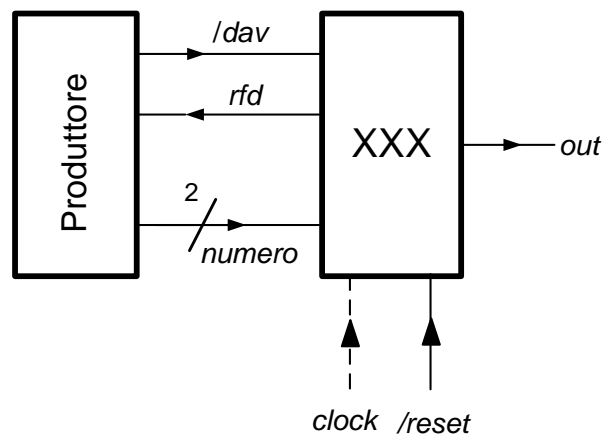 /dav
Produttore
rfd
XXX
out
2
numero
clock
/reset